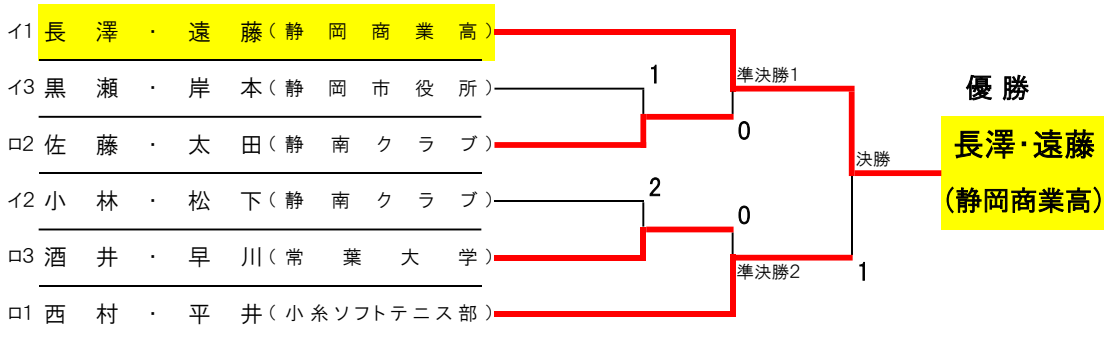 イ1 長澤・遠藤(静岡商業高)
イ3 黒瀬・岸本(静岡市役所)
ロ2 佐藤・太田(静南クラブ)
イ2 小林・松下(静南クラブ)
ロ3 酒井・早川(常葉大学)
ロ1 西村・平井(小糸ソフトテニス部)
1
2
準決勝1
0
0
準決勝2
決勝
1
優勝
長澤・遠藤
(静岡商業高)